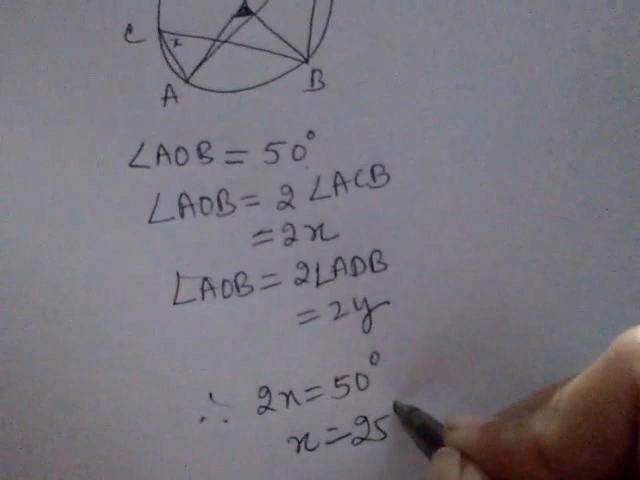 C
x
A
B
∠AOB = 50°
∠AOB = 2 ∠ACB
= 2x
∠AOB = 2∠ADB
= 2y
∴ 2x = 50°
x = 25